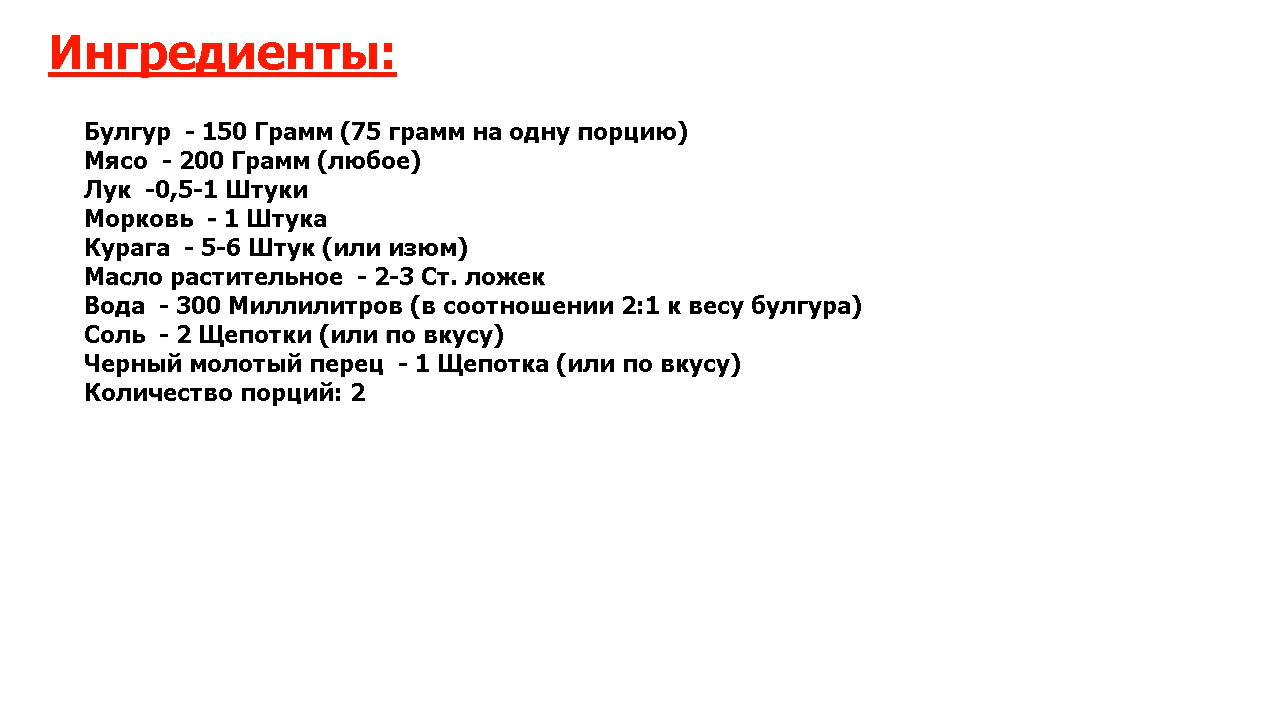 Ингредиенты:
Булгур  - 150 Грамм (75 грамм на одну порцию)
Мясо  - 200 Грамм (любое)
Лук  -0,5-1 Штуки
Морковь  - 1 Штука
Курага  - 5-6 Штук (или изюм)
Масло растительное  - 2-3 Ст. ложек
Вода  - 300 Миллилитров (в соотношении 2:1 к весу булгура)
Соль  - 2 Щепотки (или по вкусу)
Черный молотый перец  - 1 Щепотка (или по вкусу)
Количество порций: 2